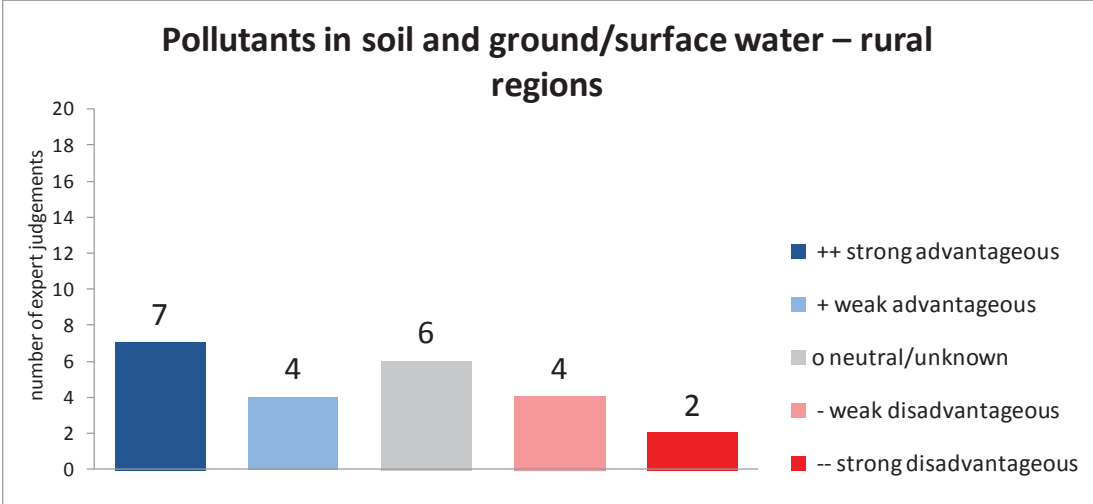 Pollutants in soil and ground/surface water – rural
regions
number of expert judgements
20
18
16
14
12
10
8
6
4
2
0
7
4
6
4
2
++ strong advantageous
+ weak advantageous
o neutral/unknown
- weak disadvantageous
-- strong disadvantageous